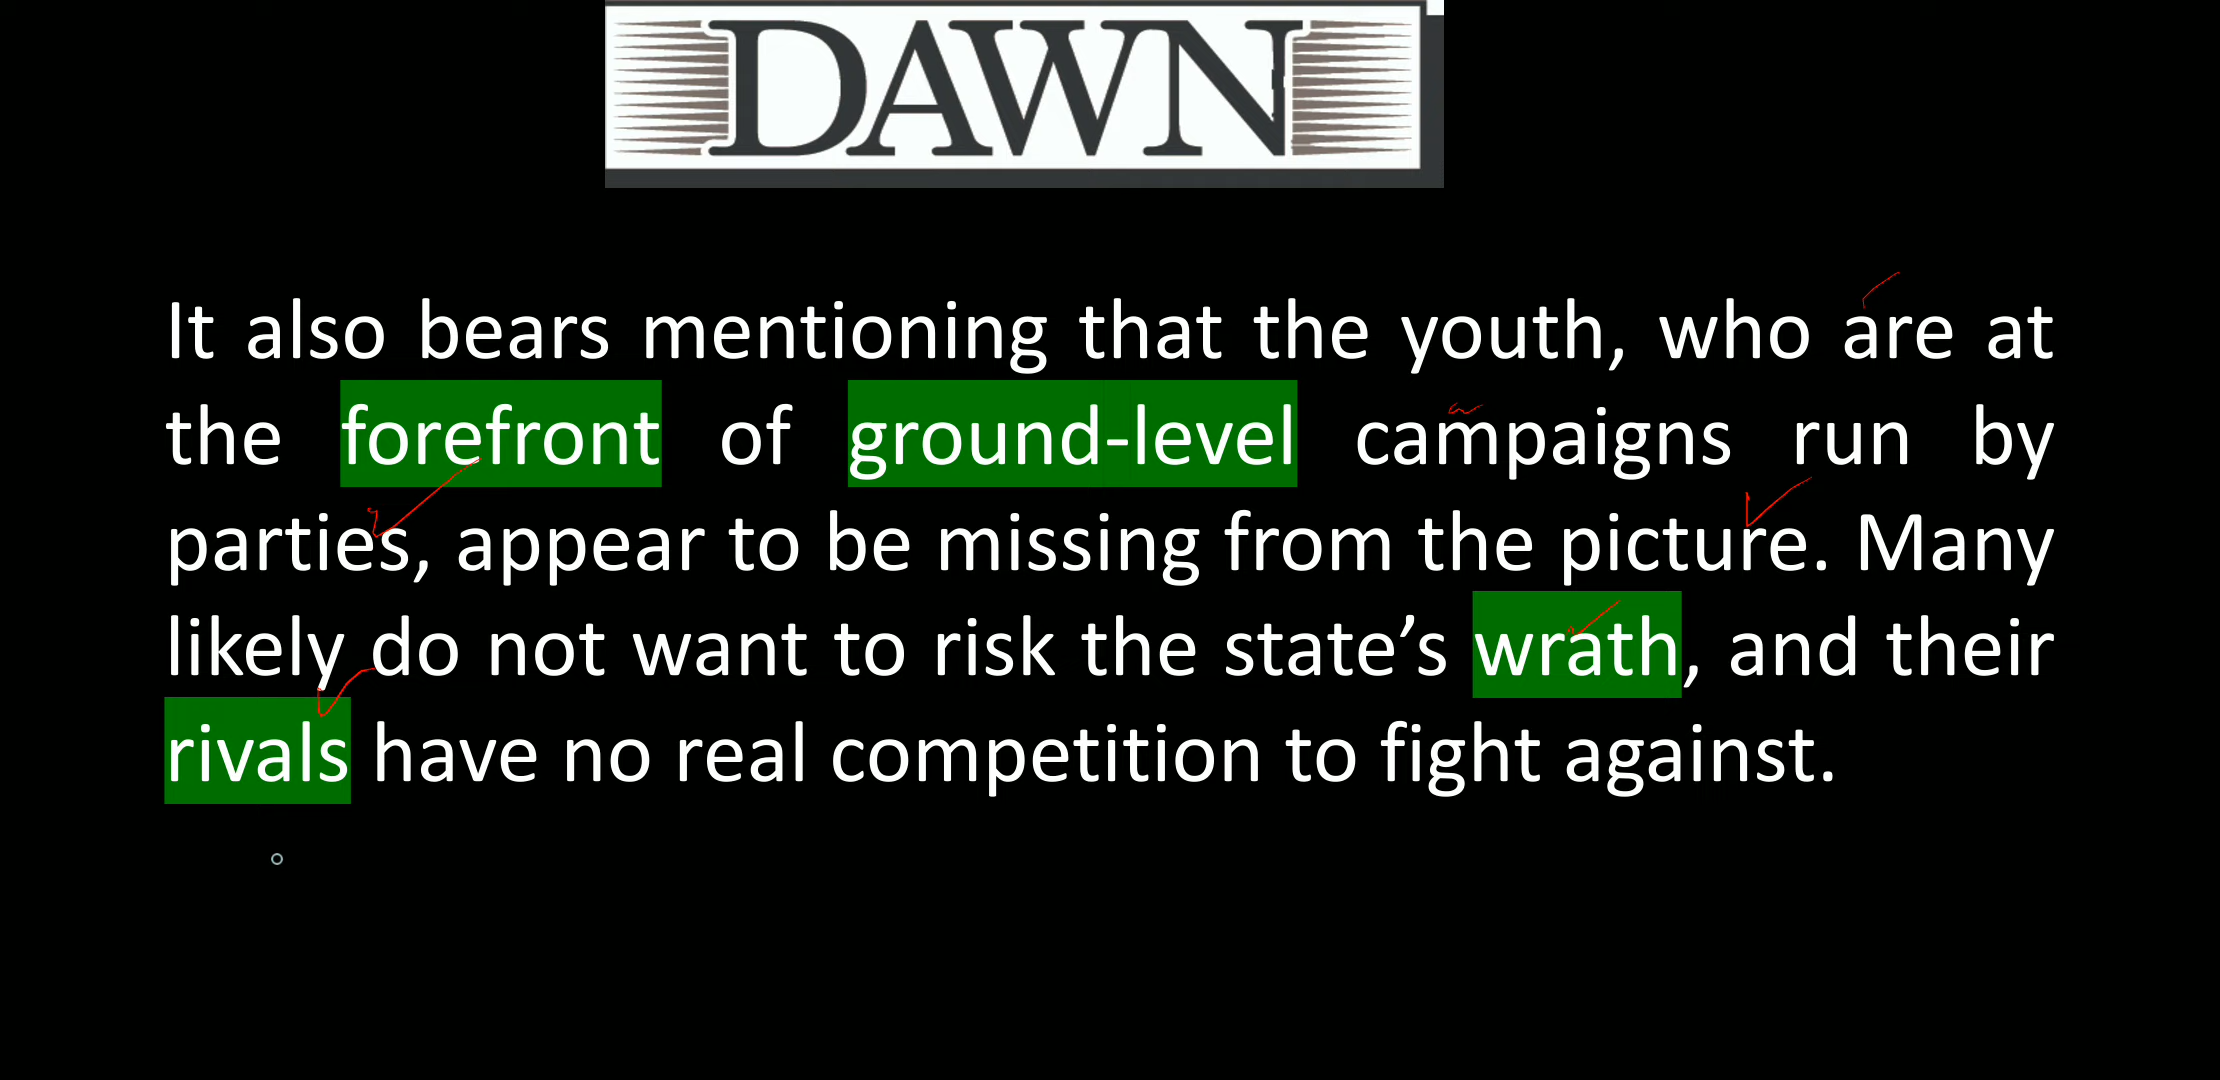 DAWN
It also bears mentioning that the youth, who are at
the forefront of ground-level campaigns run by
parties, appear to be missing from the picture. Many
likely do not want to risk the state’s wrath, and their
rivals have no real competition to fight against.